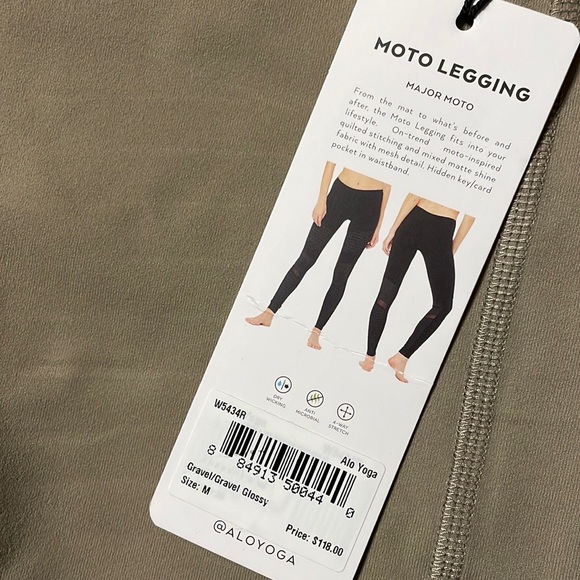 MOTO LEGGING
MAJOR MOTO
From the mat to what's before and
after, the Moto Legging fits into your
lifestyle. On-trend moto-inspired
quilted stitching and mixed matte shine
fabric with mesh detail. Hidden key/card
pocket in waistband.
DRY WICKING
ANTI MICROBIAL
4-WAY STRETCH
W5434R
Alo Yoga
8 84913 50044 0
Gravel/Gravel Glossy
Size: M
Price: $118.00
@ALOYOGA